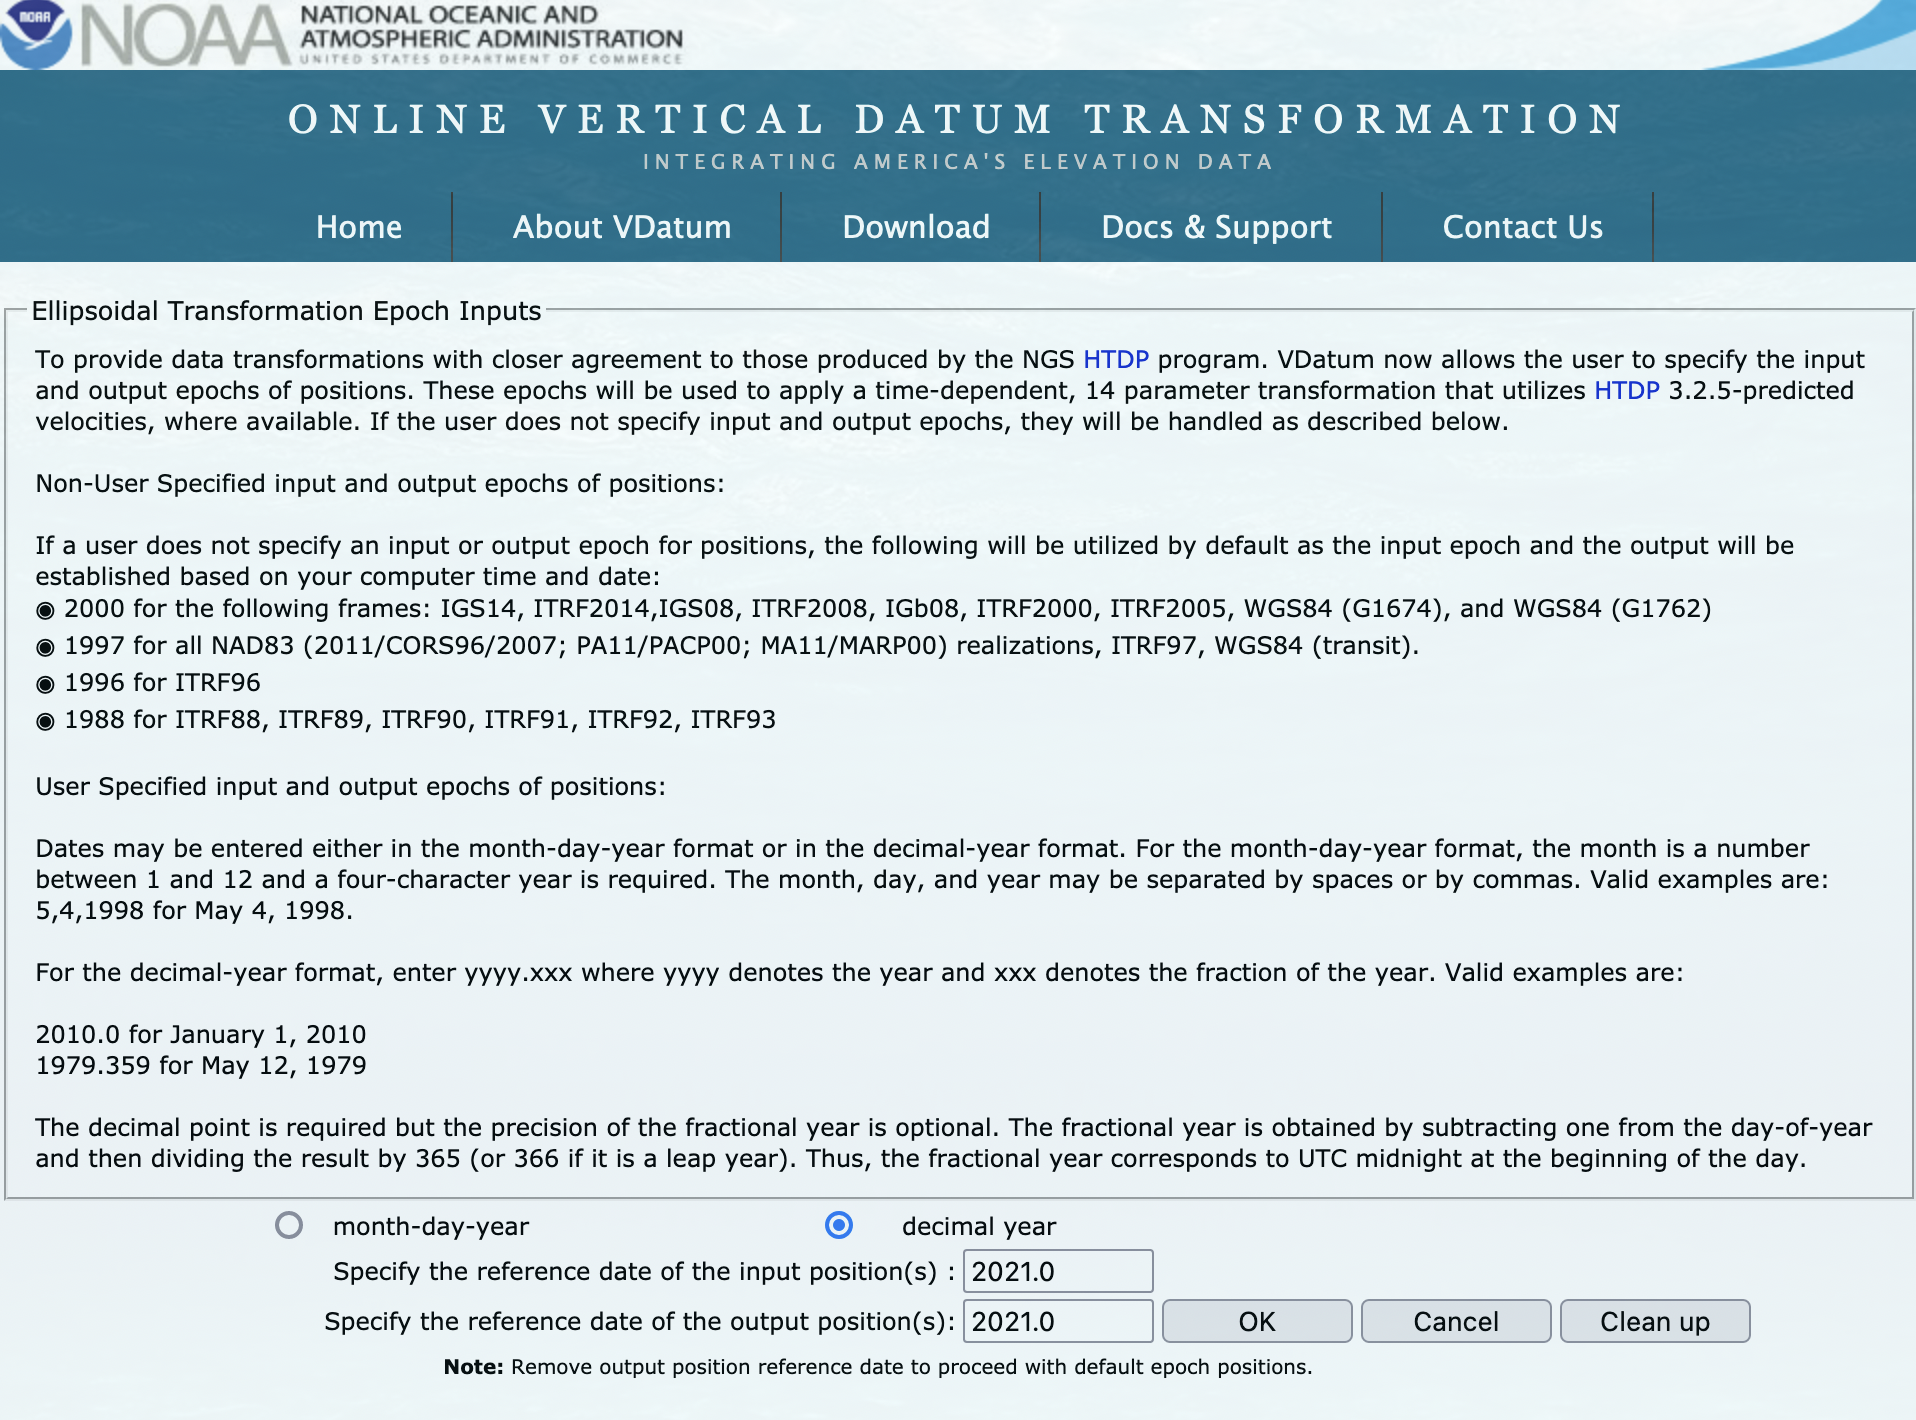 NOAA
NOAA NATIONAL OCEANIC AND
ATMOSPHERIC ADMINISTRATION
UNITED STATES DEPARTMENT OF COMMERCE
ONLINE VERTICAL DATUM TRANSFORMATION
INTEGRATING AMERICA'S ELEVATION DATA
Home About VDatum Download Docs & Support Contact Us
Ellipsoidal Transformation Epoch Inputs
To provide data transformations with closer agreement to those produced by the NGS HTDP program. VDatum now allows the user to specify the input
and output epochs of positions. These epochs will be used to apply a time-dependent, 14 parameter transformation that utilizes HTDP 3.2.5-predicted
velocities, where available. If the user does not specify input and output epochs, they will be handled as described below.
Non-User Specified input and output epochs of positions:
If a user does not specify an input or output epoch for positions, the following will be utilized by default as the input epoch and the output will be
established based on your computer time and date:
◉ 2000 for the following frames: IGS14, ITRF2014,IGS08, ITRF2008, IGb08, ITRF2000, ITRF2005, WGS84 (G1674), and WGS84 (G1762)
◉ 1997 for all NAD83 (2011/CORS96/2007; PA11/PACP00; MA11/MARP00) realizations, ITRF97, WGS84 (transit).
◉ 1996 for ITRF96
◉ 1988 for ITRF88, ITRF89, ITRF90, ITRF91, ITRF92, ITRF93
User Specified input and output epochs of positions:
Dates may be entered either in the month-day-year format or in the decimal-year format. For the month-day-year format, the month is a number
between 1 and 12 and a four-character year is required. The month, day, and year may be separated by spaces or by commas. Valid examples are:
5,4,1998 for May 4, 1998.
For the decimal-year format, enter yyyy.xxx where yyyy denotes the year and xxx denotes the fraction of the year. Valid examples are:
2010.0 for January 1, 2010
1979.359 for May 12, 1979
The decimal point is required but the precision of the fractional year is optional. The fractional year is obtained by subtracting one from the day-of-year
and then dividing the result by 365 (or 366 if it is a leap year). Thus, the fractional year corresponds to UTC midnight at the beginning of the day.
month-day-year decimal year
Specify the reference date of the input position(s) : 2021.0
Specify the reference date of the output position(s): 2021.0 OK Cancel Clean up
Note: Remove output position reference date to proceed with default epoch positions.